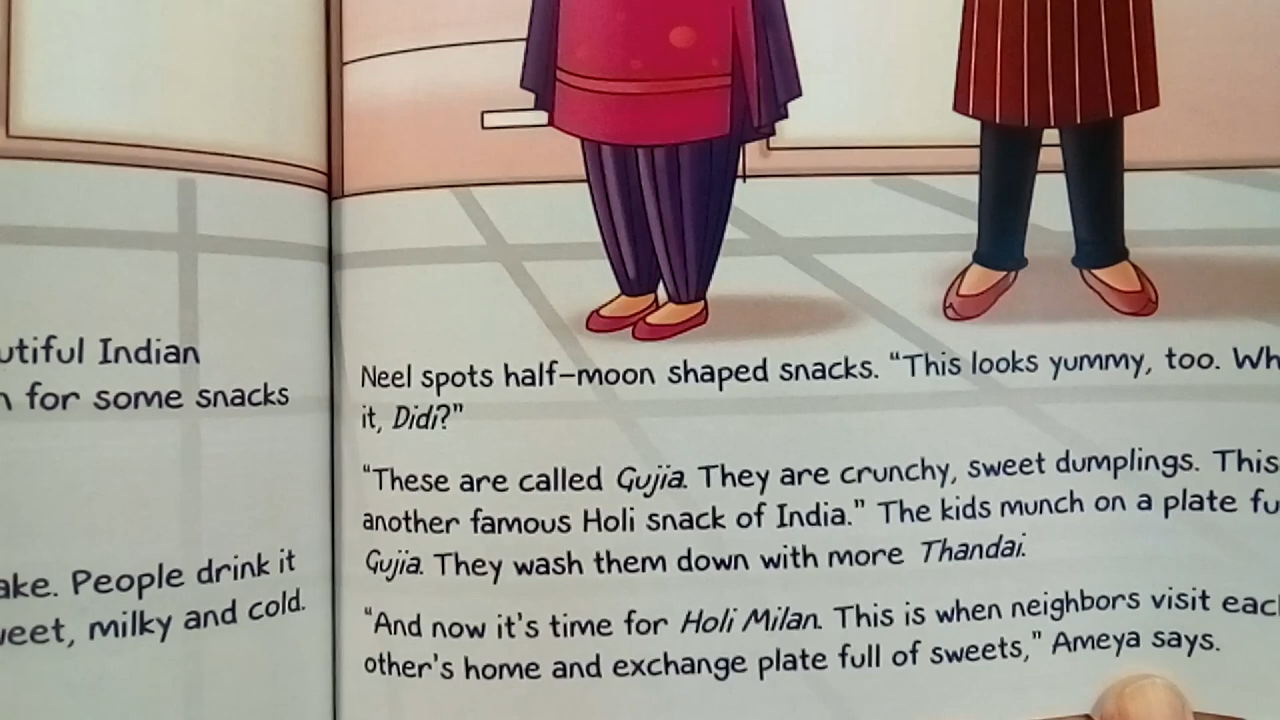 utiful Indian
for some snacks
ake. People drink it
weet, milky and cold.
Neel spots half-moon shaped snacks. "This looks yummy, too. Wh
it, Didi?"
"These are called Gujia. They are crunchy, sweet dumplings. This
another famous Holi snack of India." The kids munch on a plate fu
Gujia. They wash them down with more Thandai.
"And now it's time for Holi Milan. This is when neighbors visit each
other's home and exchange plate full of sweets," Ameya says.